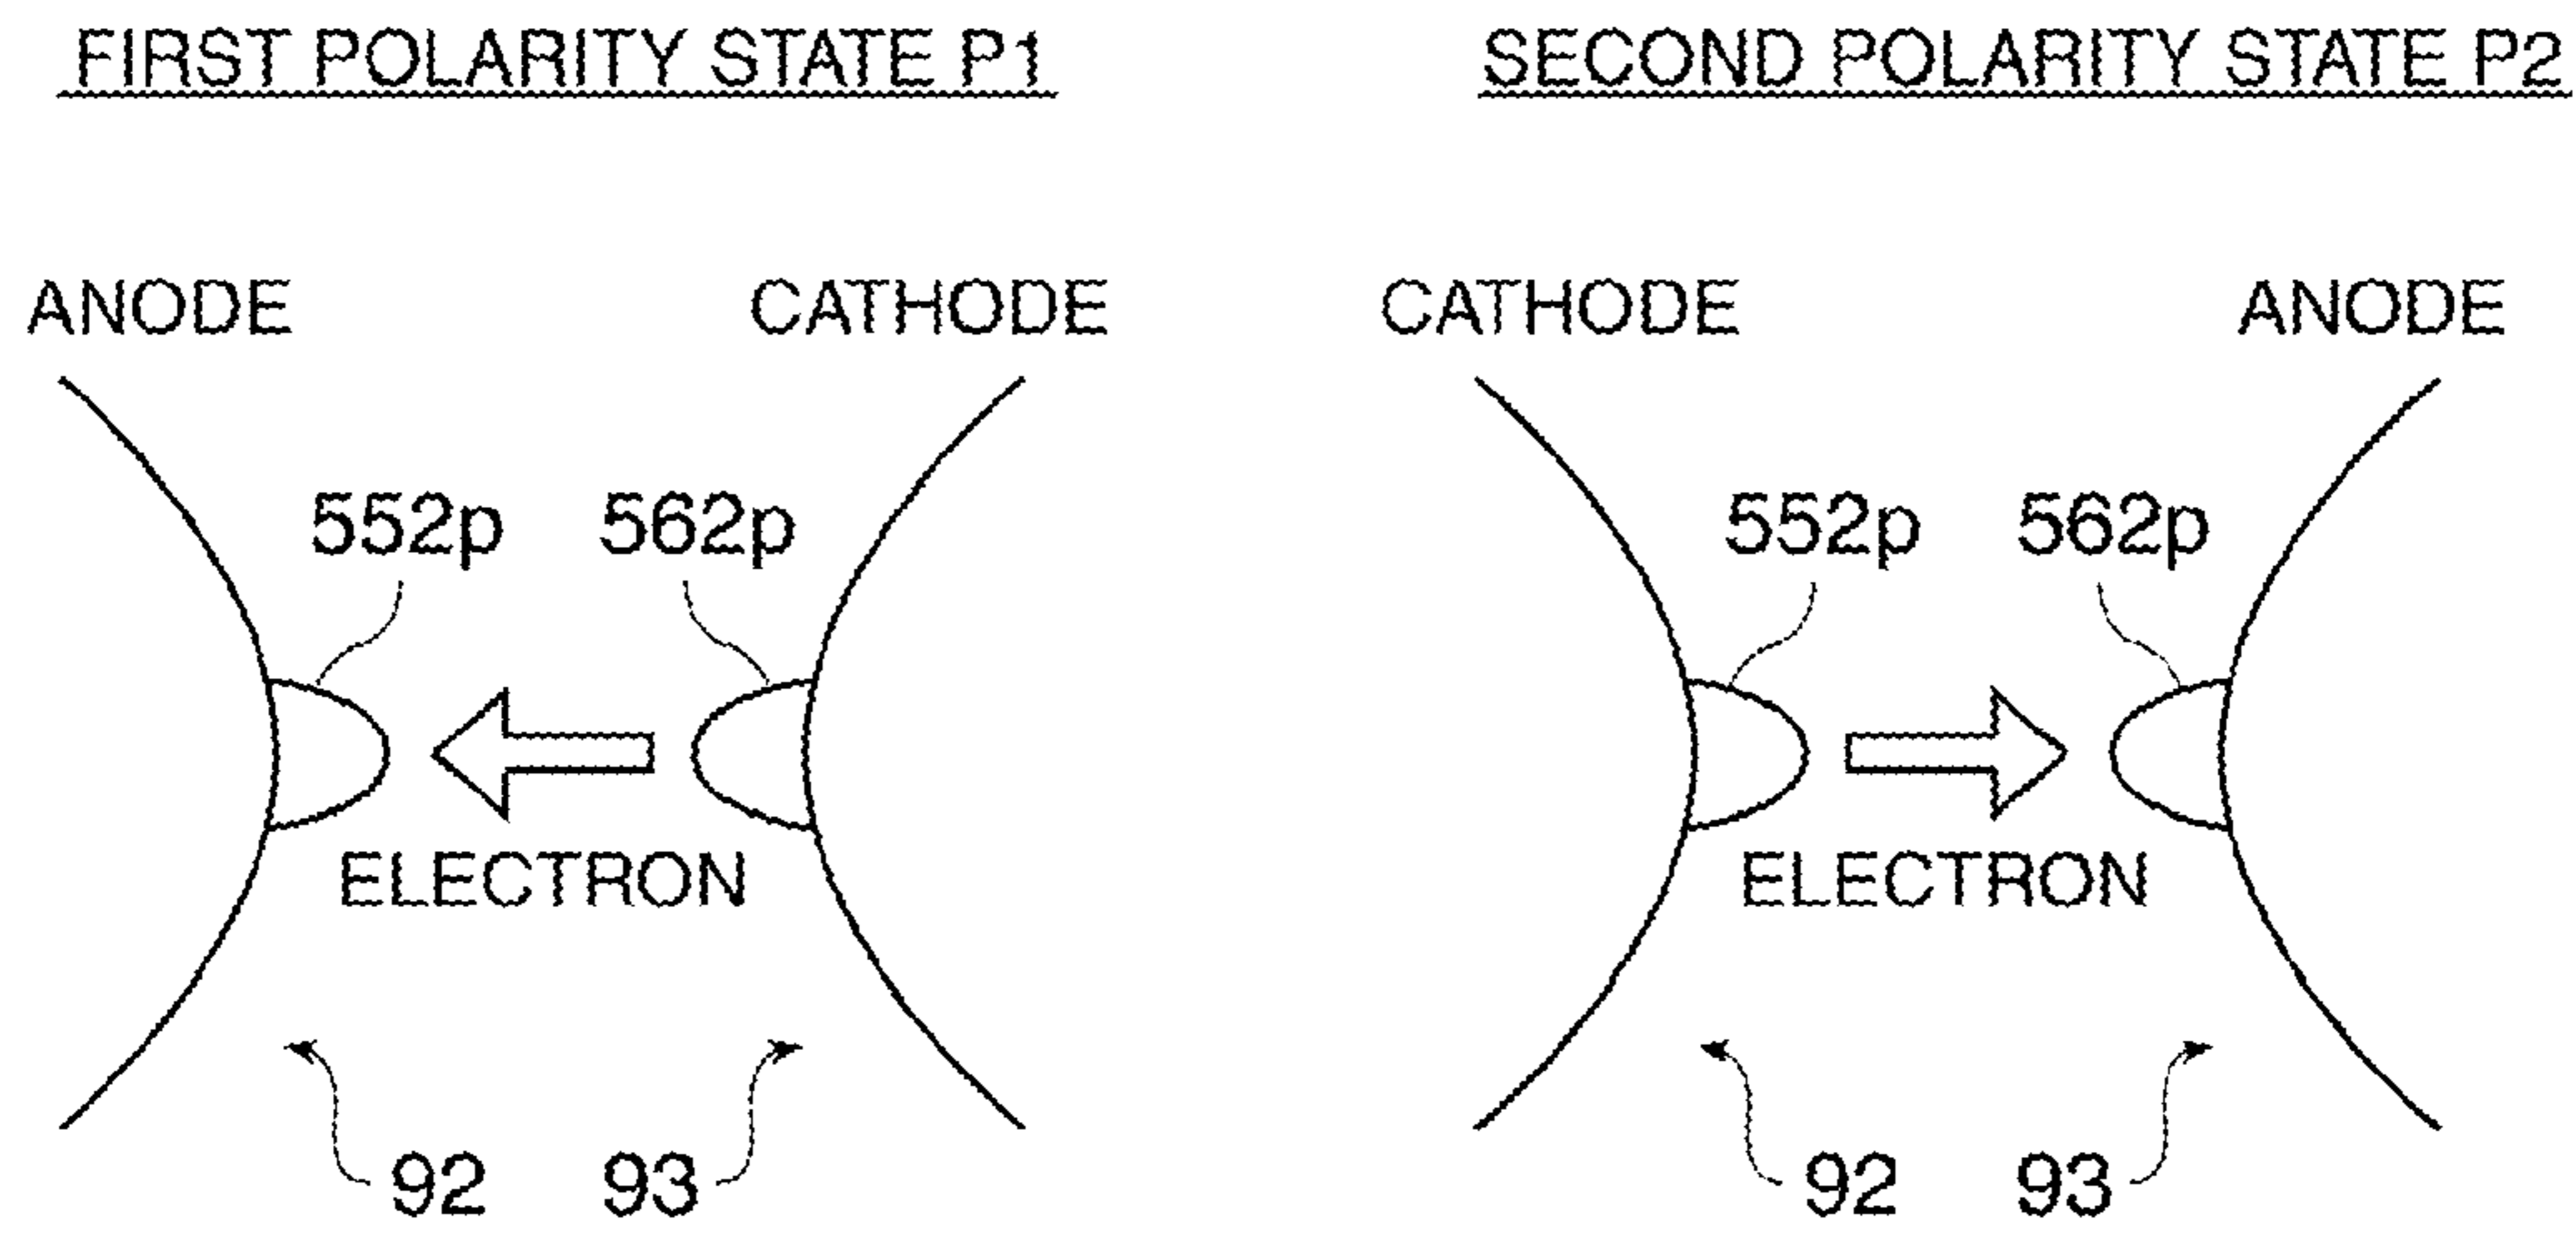 FIRST POLARITY STATE P1
ANODE CATHODE
552p 562p
ELECTRON
92 93
SECOND POLARITY STATE P2
CATHODE ANODE
552p 562p
ELECTRON
92 93